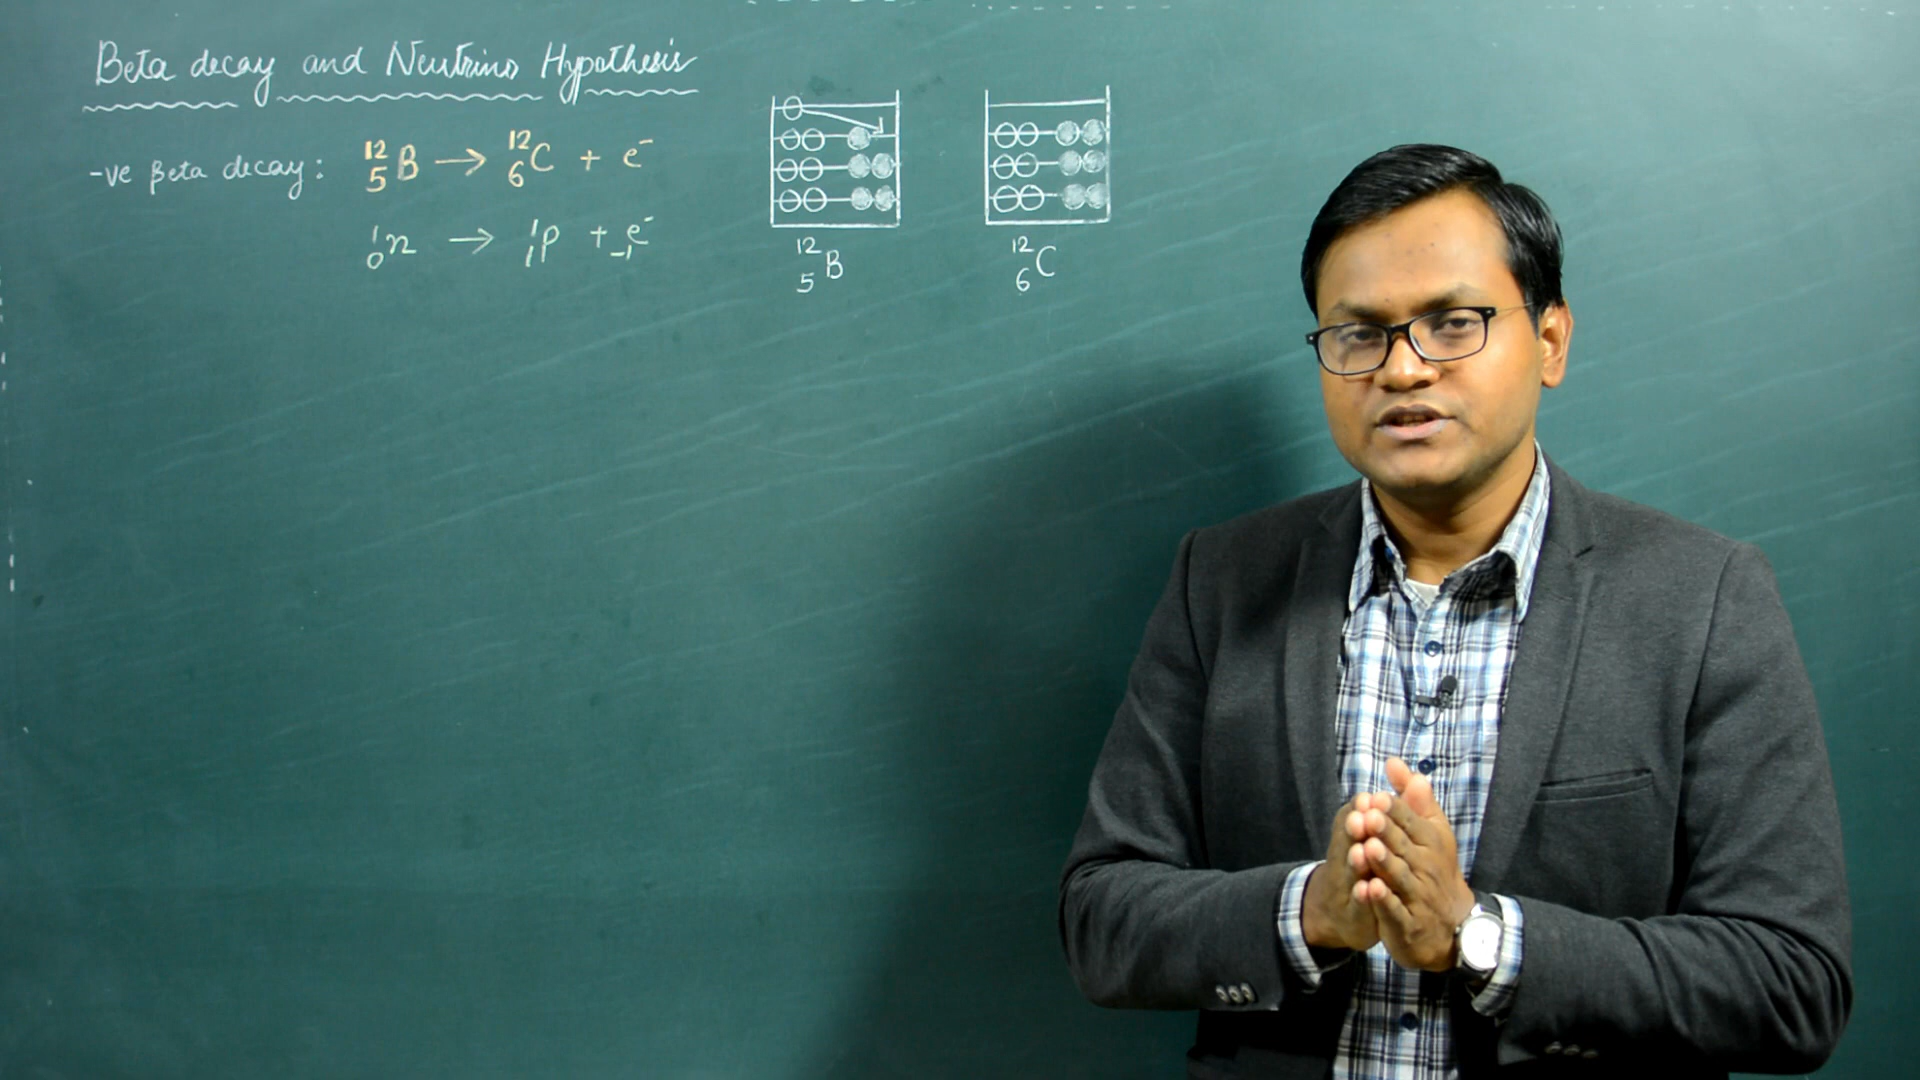 Beta decay and Neutrino Hypothesis
-ve Beta decay: ¹²₅B → ¹²₆C + e⁻
¹₀n → ¹₁p + ₋₁e⁻
¹²₅B
¹²₆C